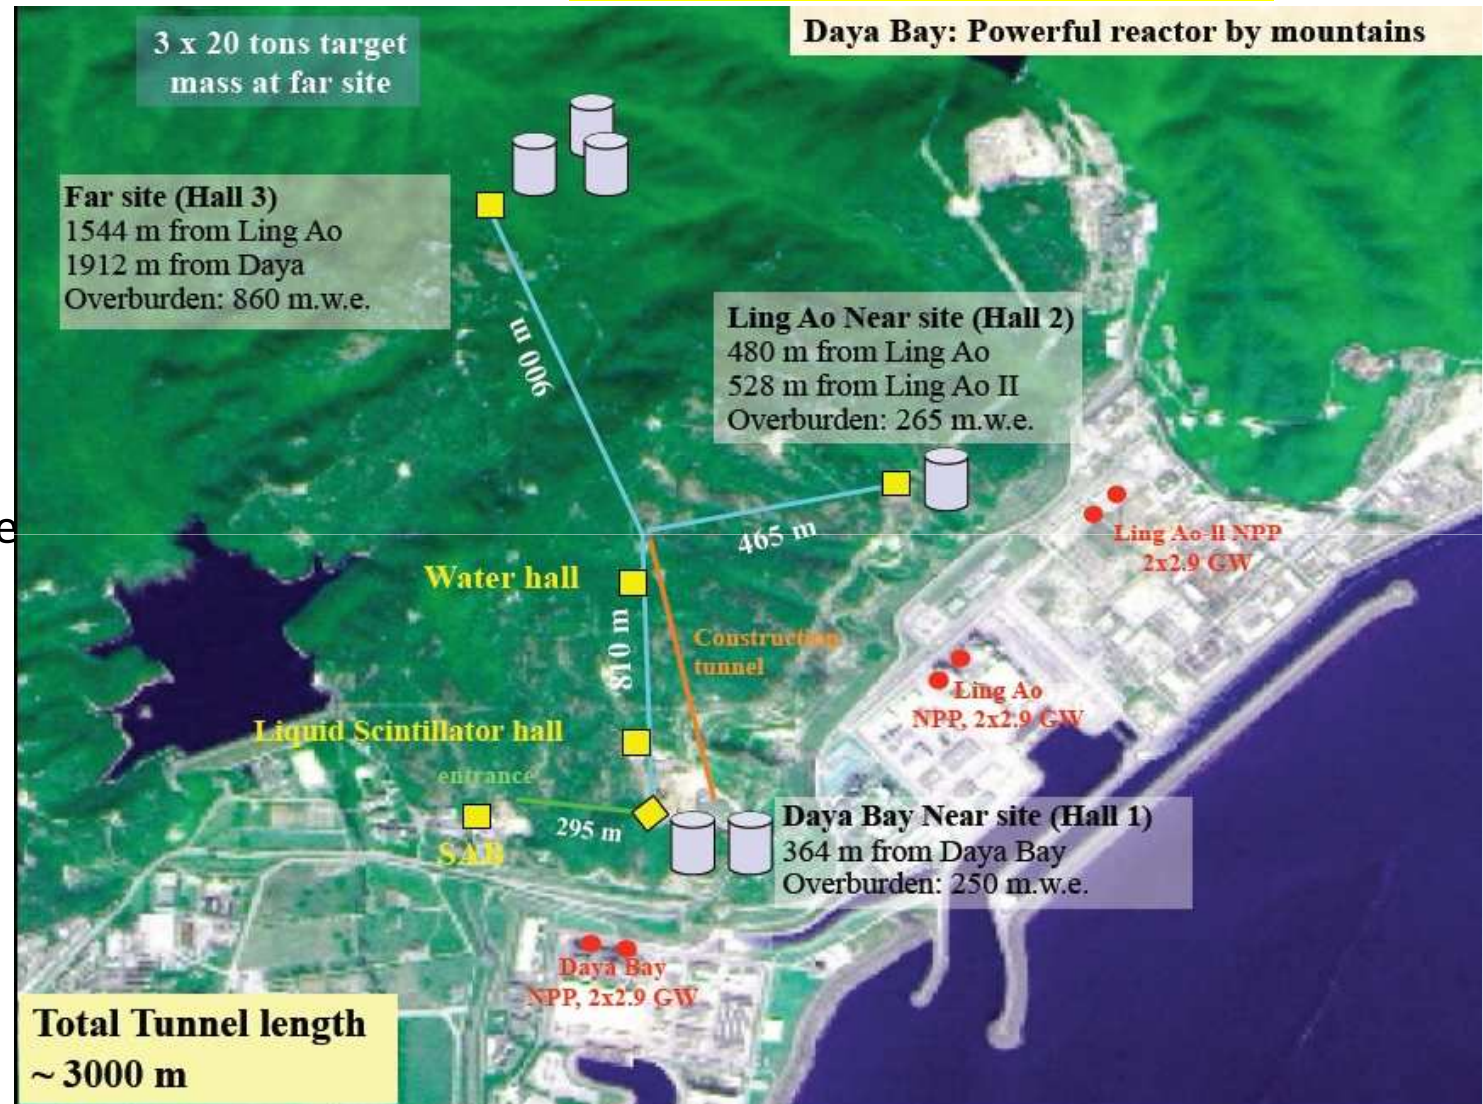 Daya Bay: Powerful reactor by mountains
3 x 20 tons target
mass at far site
Far site (Hall 3)
1544 m from Ling Ao
1912 m from Daya
Overburden: 860 m.w.e.
900 m
Ling Ao Near site (Hall 2)
480 m from Ling Ao
528 m from Ling Ao II
Overburden: 265 m.w.e.
465 m
Ling Ao-ll NPP
2x2.9 GW
e
Water hall
810 m
Construction
tunnel
Ling Ao
NPP, 2x2.9 GW
Liquid Scintillator hall
entrance
295 m
SAB
Daya Bay Near site (Hall 1)
364 m from Daya Bay
Overburden: 250 m.w.e.
Daya Bay
NPP, 2x2.9 GW
Total Tunnel length
~ 3000 m